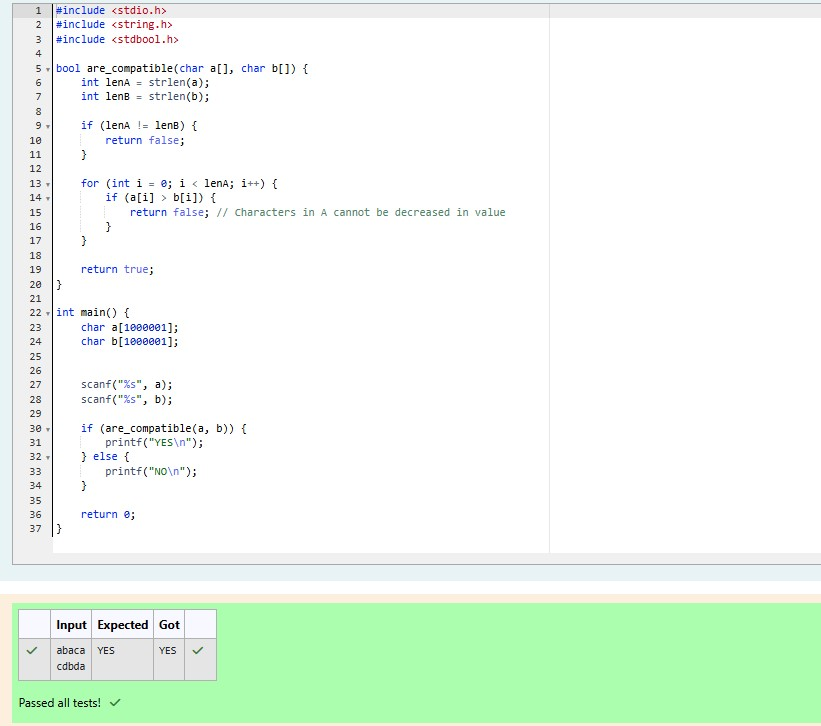 1 #include <stdio.h>
2 #include <string.h>
3 #include <stdbool.h>
4
5 bool are_compatible(char a[], char b[]) {
6     int lenA = strlen(a);
7     int lenB = strlen(b);
8
9     if (lenA != lenB) {
10         return false;
11     }
12
13     for (int i = 0; i < lenA; i++) {
14         if (a[i] > b[i]) {
15             return false; // Characters in A cannot be decreased in value
16         }
17     }
18
19     return true;
20 }
21
22 int main() {
23     char a[1000001];
24     char b[1000001];
25
26
27     scanf("%s", a);
28     scanf("%s", b);
29
30     if (are_compatible(a, b)) {
31         printf("YES\n");
32     } else {
33         printf("NO\n");
34     }
35
36     return 0;
37 }
Input Expected Got
abaca YES YES
cdbda
Passed all tests!